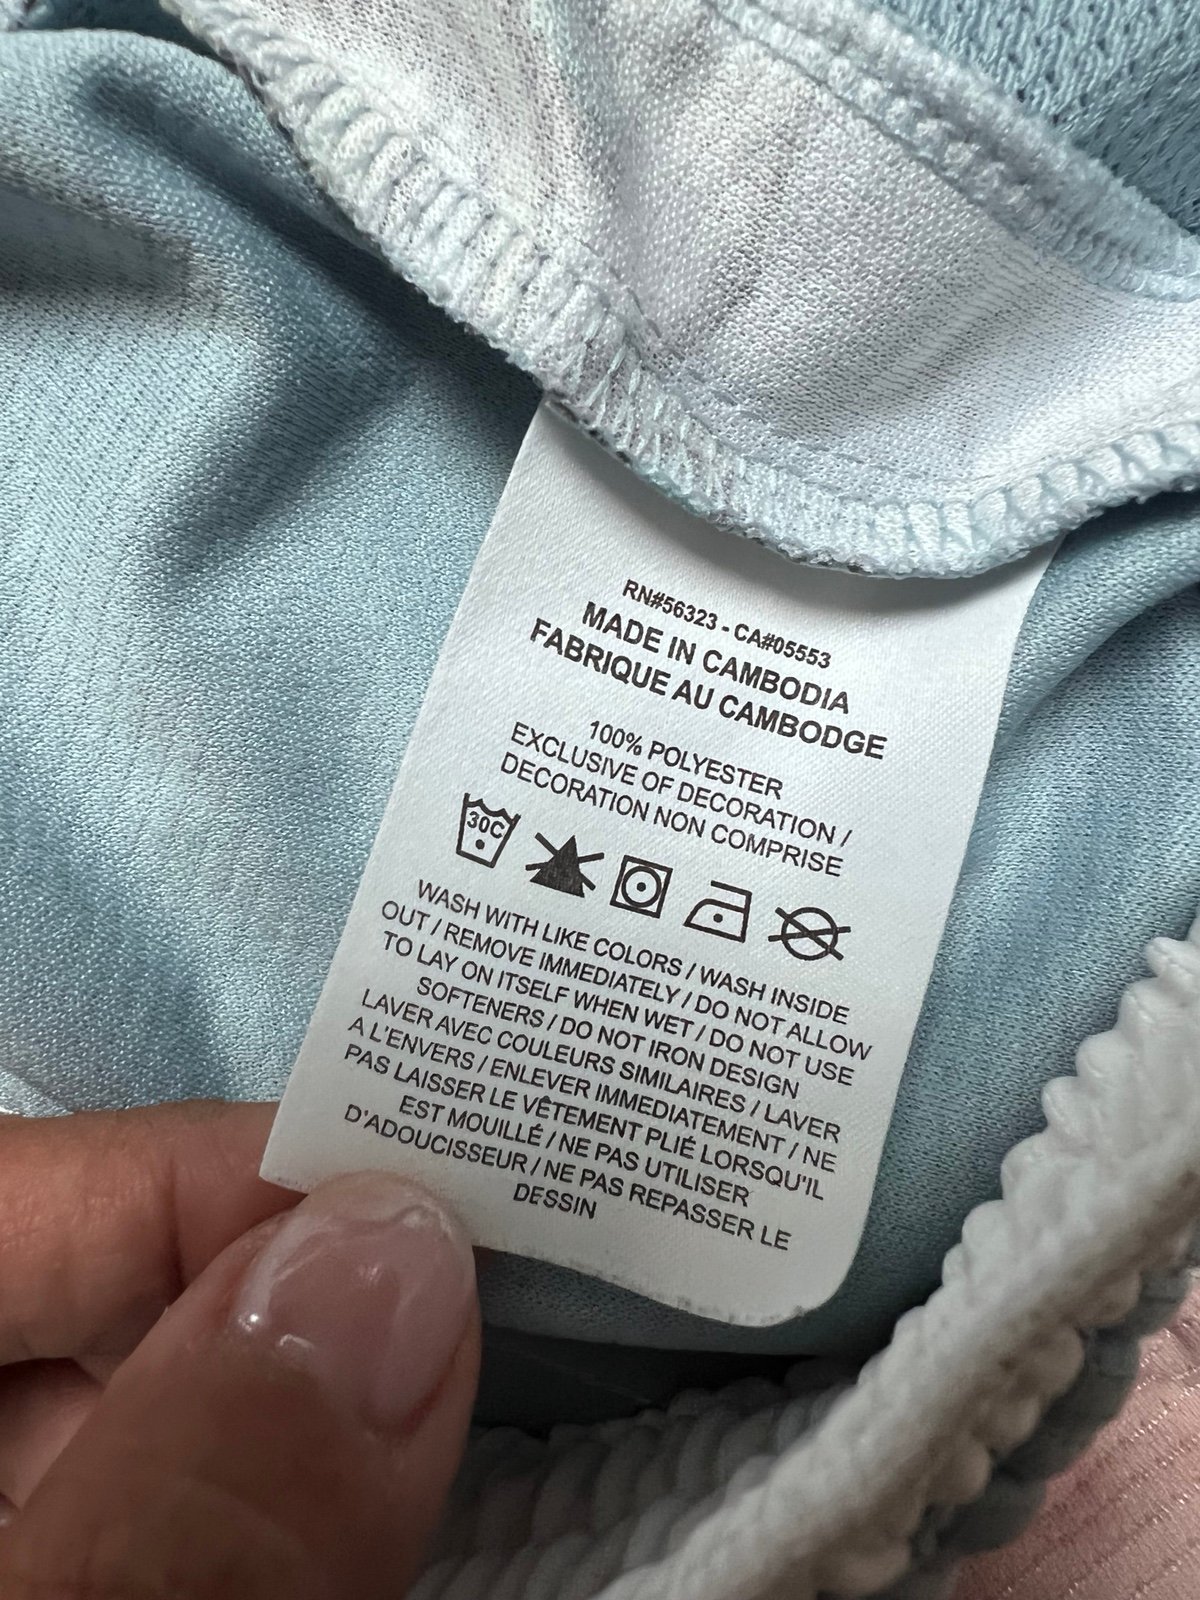 RN#56323 - CA#05553
MADE IN CAMBODIA
FABRIQUE AU CAMBODGE
100% POLYESTER
EXCLUSIVE OF DECORATION /
DECORATION NON COMPRISE
30C
WASH WITH LIKE COLORS / WASH INSIDE
OUT / REMOVE IMMEDIATELY / DO NOT ALLOW
TO LAY ON ITSELF WHEN WET / DO NOT USE
SOFTENERS / DO NOT IRON DESIGN
LAVER AVEC COULEURS SIMILAIRES / LAVER
A L'ENVERS / ENLEVER IMMEDIATEMENT / NE
PAS LAISSER LE VÊTEMENT PLIÉ LORSQU'IL
EST MOUILLÉ / NE PAS UTILISER
D'ADOUCISSEUR / NE PAS REPASSER LE
DESSIN